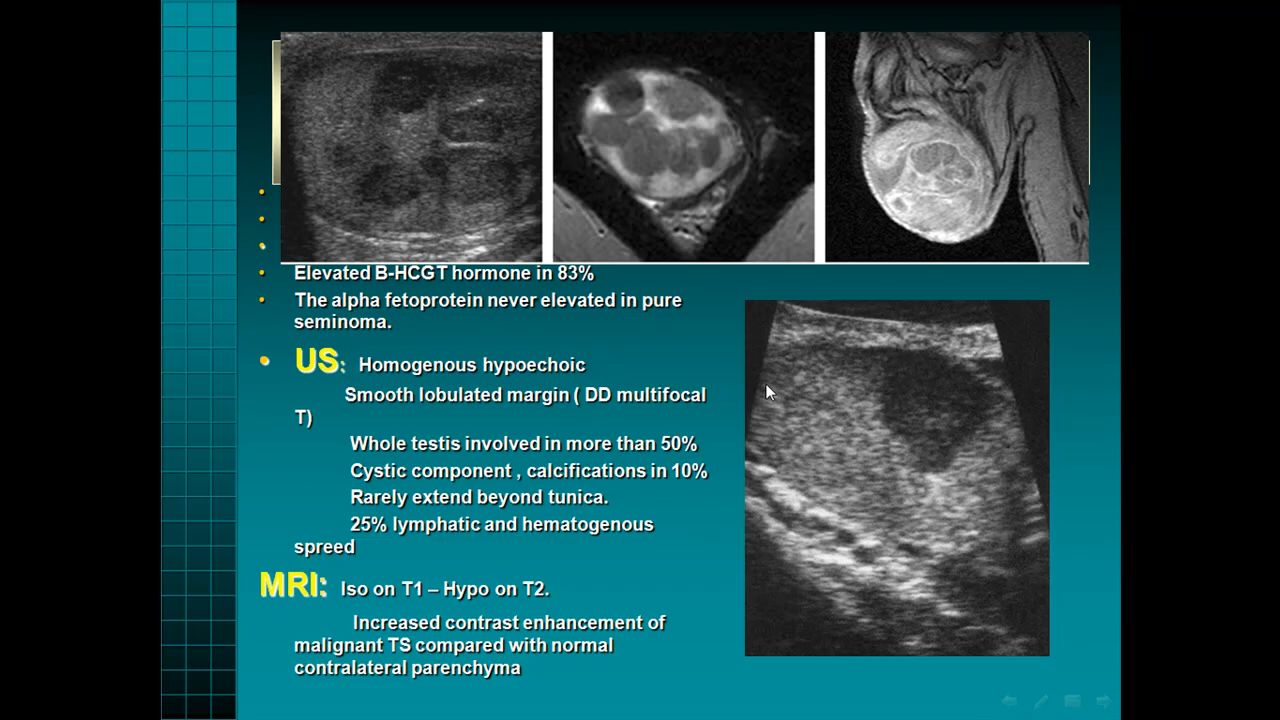 Elevated B-HCGT hormone in 83%
The alpha fetoprotein never elevated in pure
seminoma.
US: Homogenous hypoechoic
Smooth lobulated margin ( DD multifocal
T)
Whole testis involved in more than 50%
Cystic component , calcifications in 10%
Rarely extend beyond tunica.
25% lymphatic and hematogenous
spreed
MRI: Iso on T1 – Hypo on T2.
Increased contrast enhancement of
malignant TS compared with normal
contralateral parenchyma